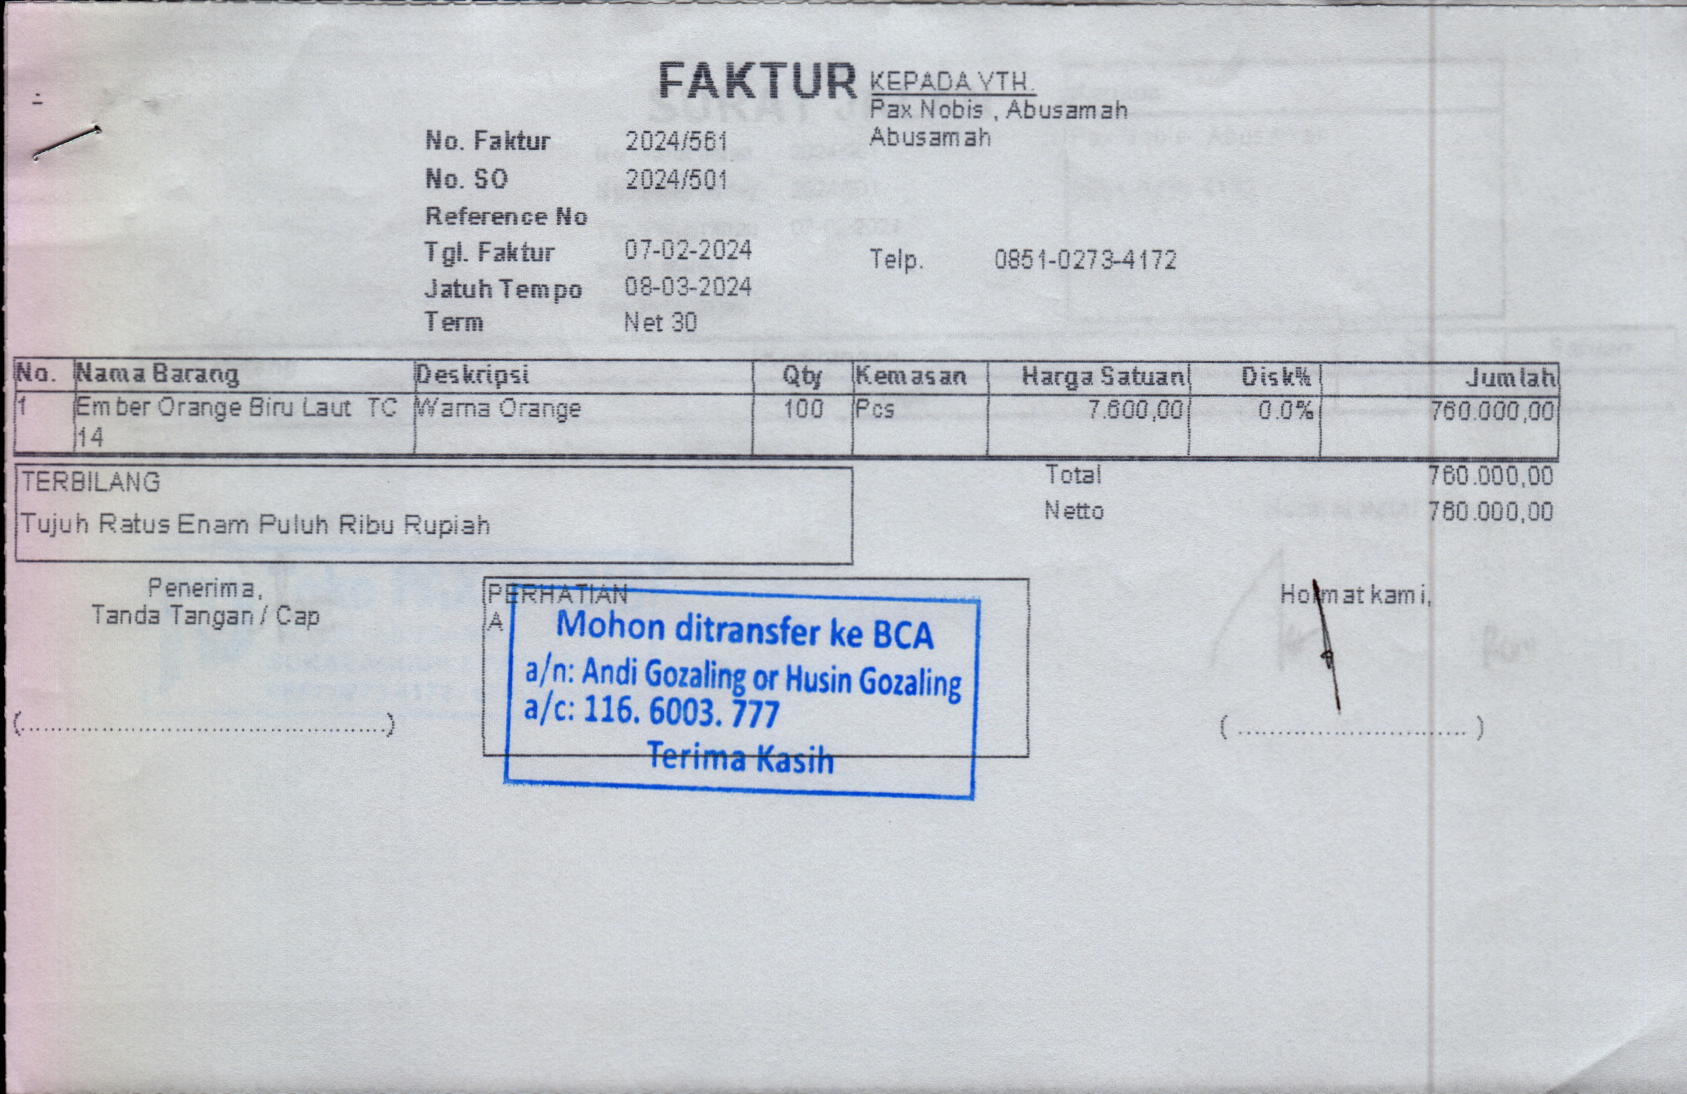 FAKTUR
KEPADA YTH.
Pax Nobis , Abusamah
Abusamah
No. Faktur 2024/561
No. SO 2024/501
Reference No
Tgl. Faktur 07-02-2024
Telp. 0851-0273-4172
Jatuh Tempo 08-03-2024
Term Net 30
No. Nama Barang Deskripsi Qty Kemasan Harga Satuan Disk% Jumlah
1 Ember Orange Biru Laut TC Warna Orange 100 Pcs 7.600,00 0.0% 760.000,00
14
TERBILANG
Total 760.000,00
Tujuh Ratus Enam Puluh Ribu Rupiah
Netto 760.000,00
Penerima,
Tanda Tangan / Cap
(............................................)
PERHATIAN
A
Mohon ditransfer ke BCA
a/n: Andi Gozaling or Husin Gozaling
a/c: 116. 6003. 777
Terima Kasih
Hormat kami,
( ........................... )